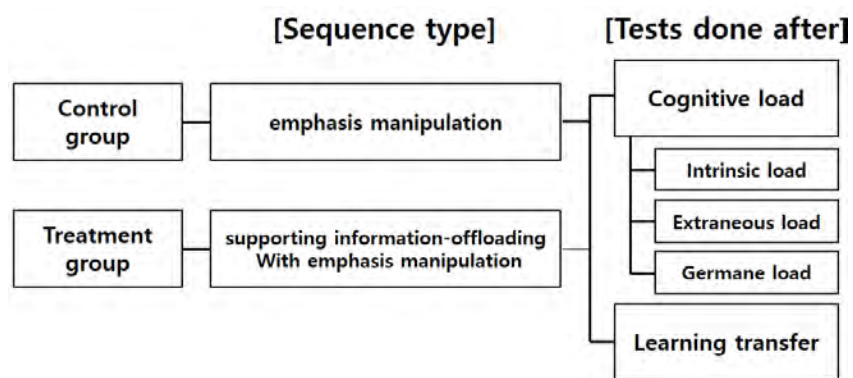 [Sequence type]
[Tests done after]
Control
group
emphasis manipulation
Cognitive load
Intrinsic load
Extraneous load
Germane load
Treatment
group
supporting information-offloading
With emphasis manipulation
Learning transfer